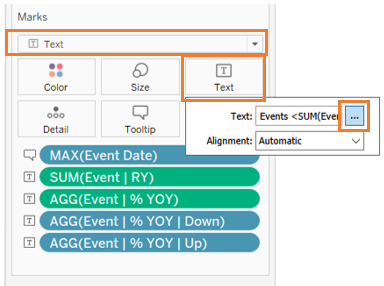 Marks
Text
Color Size Text
Text: Events <SUM(Ever ...
Alignment: Automatic
Detail Tooltip
MAX(Event Date)
SUM(Event | RY)
AGG(Event | % YOY)
AGG(Event | % YOY | Down)
AGG(Event | % YOY | Up)